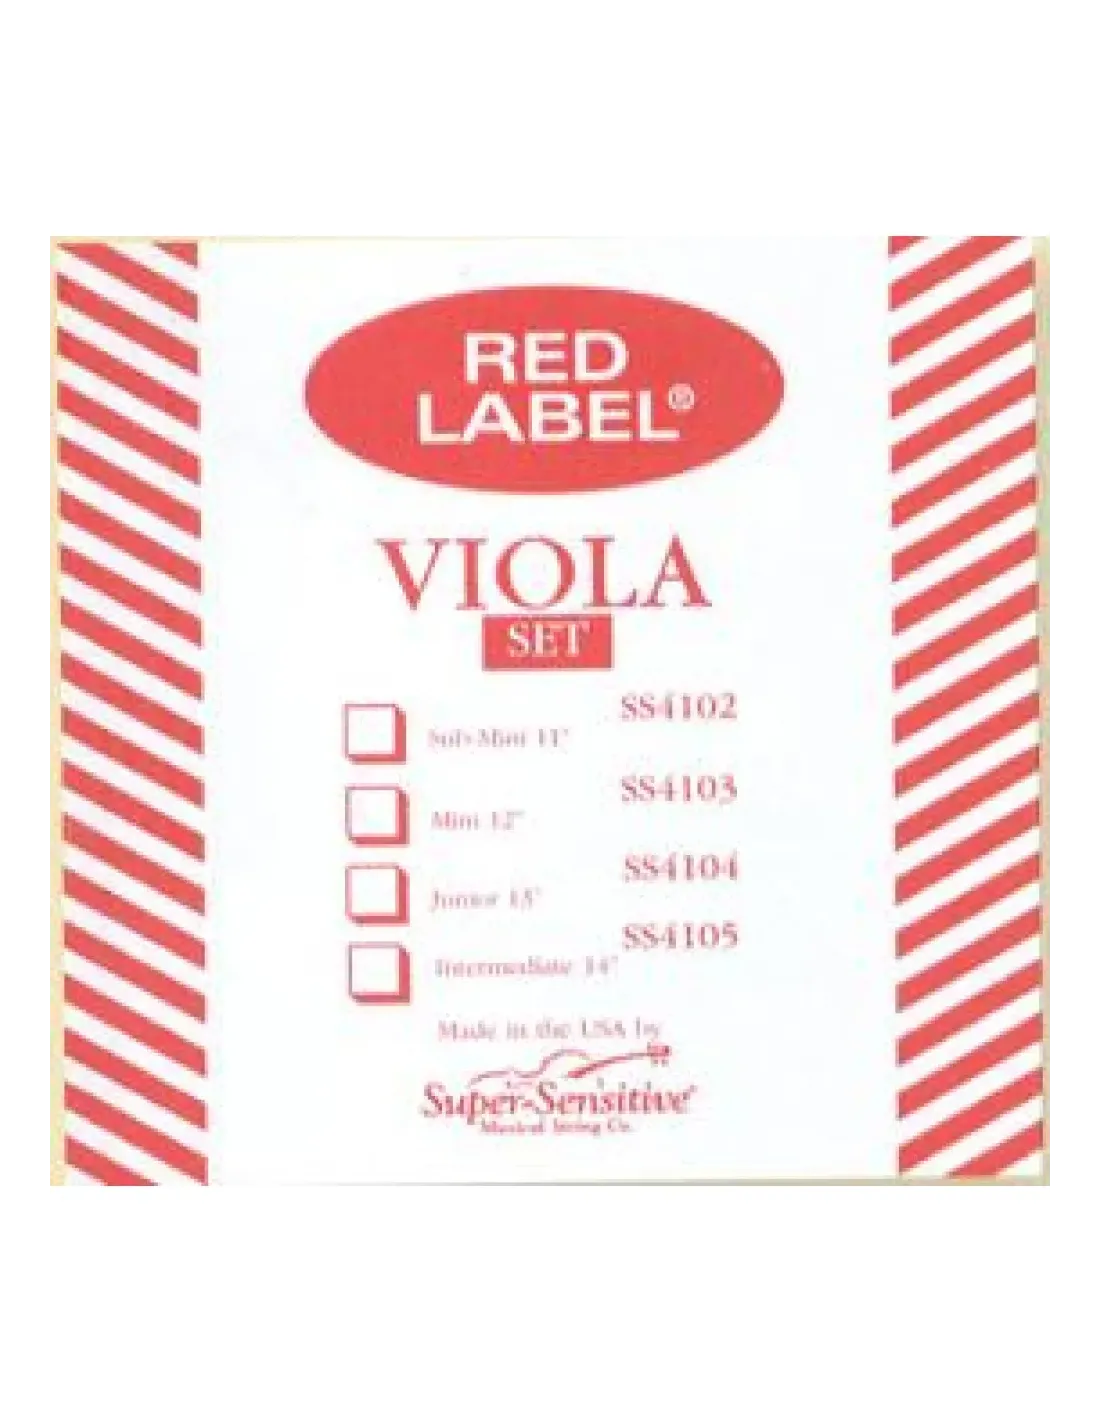 RED
LABEL®
VIOLA
SET
SS4102
Sub-Mini 11"
SS4103
Mini 12"
SS4104
Junior 13"
SS4105
Intermediate 14"
Made in the USA by
Super-Sensitive
Musical String Co.